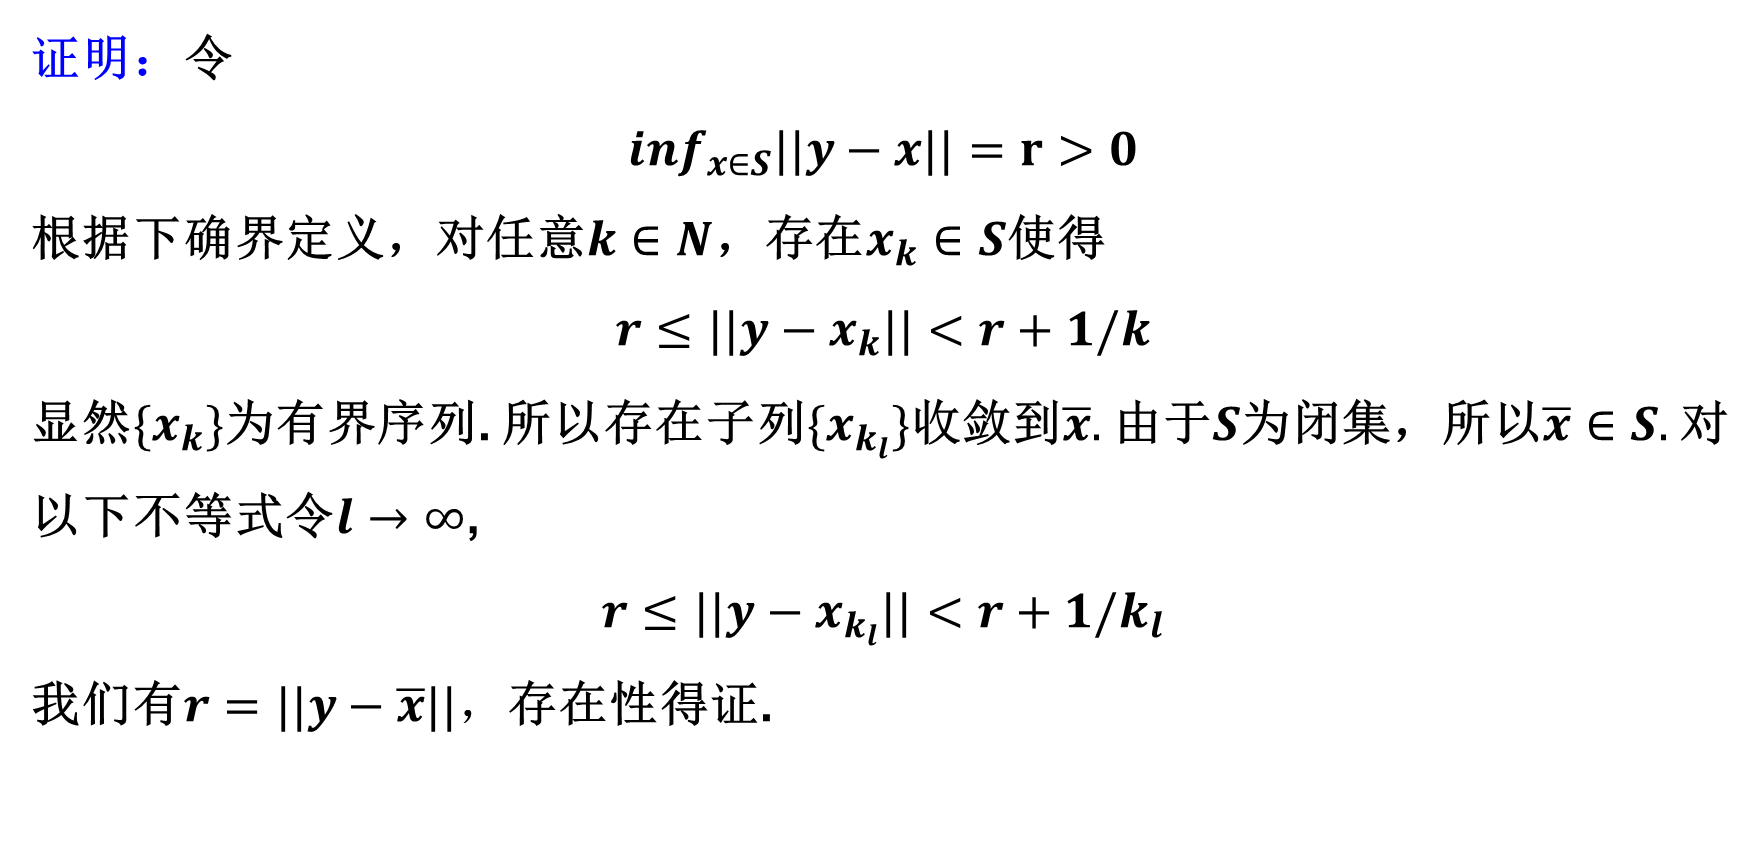 证明：令
inf_{x∈S}||y − x|| = r > 0
根据下确界定义，对任意k ∈ N，存在x_k ∈ S使得
r ≤ ||y − x_k|| < r + 1/k
显然{x_k}为有界序列. 所以存在子列{x_{k_l}}收敛到x̅. 由于S为闭集，所以x̅ ∈ S. 对
以下不等式令l → ∞,
r ≤ ||y − x_{k_l}|| < r + 1/k_l
我们有r = ||y − x̅||，存在性得证.